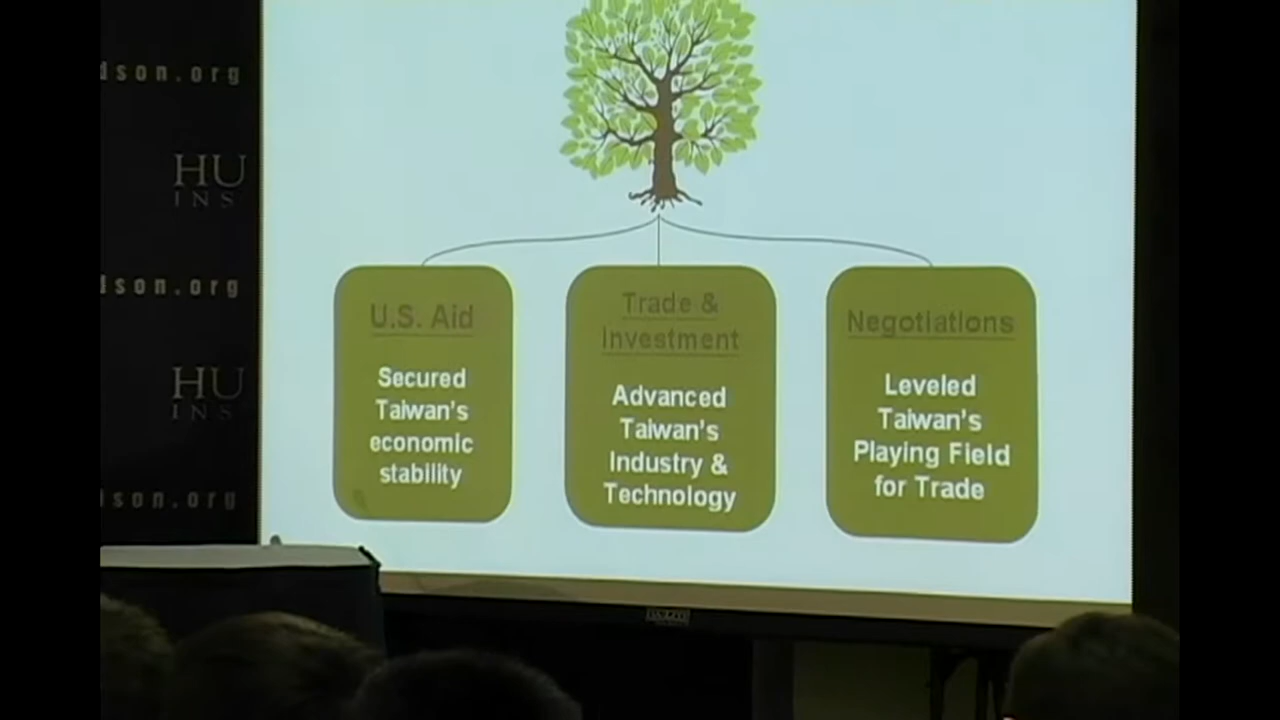 dson.org
HU
INS
dson.org
HU
INS
dson.org
U.S. Aid
Secured
Taiwan's
economic
stability
Trade &
Investment
Advanced
Taiwan's
Industry &
Technology
Negotiations
Leveled
Taiwan's
Playing Field
for Trade